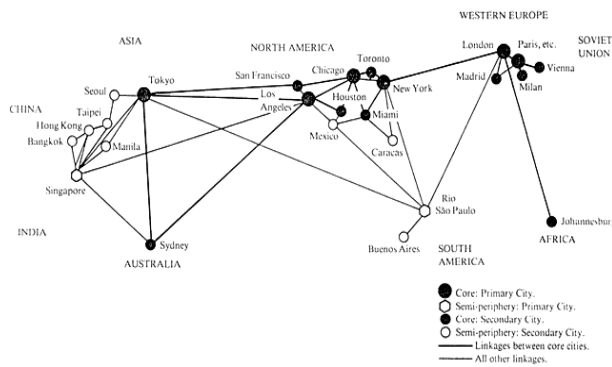 WESTERN EUROPE
ASIA
NORTH AMERICA
SOVIET
UNION
London
Paris, etc.
Toronto
Chicago
San Francisco
Tokyo
Seoul
Vienna
Madrid
Milan
Los
Angeles
Houston
New York
CHINA
Taipei
Hong Kong
Bangkok
Manila
Miami
Mexico
Caracas
Singapore
Rio
São Paulo
INDIA
Sydney
AUSTRALIA
Buenos Aires
SOUTH
AMERICA
Johannesburg
AFRICA
Core: Primary City.
Semi-periphery: Primary City.
Core: Secondary City.
Semi-periphery: Secondary City.
Linkages between core cities.
All other linkages.